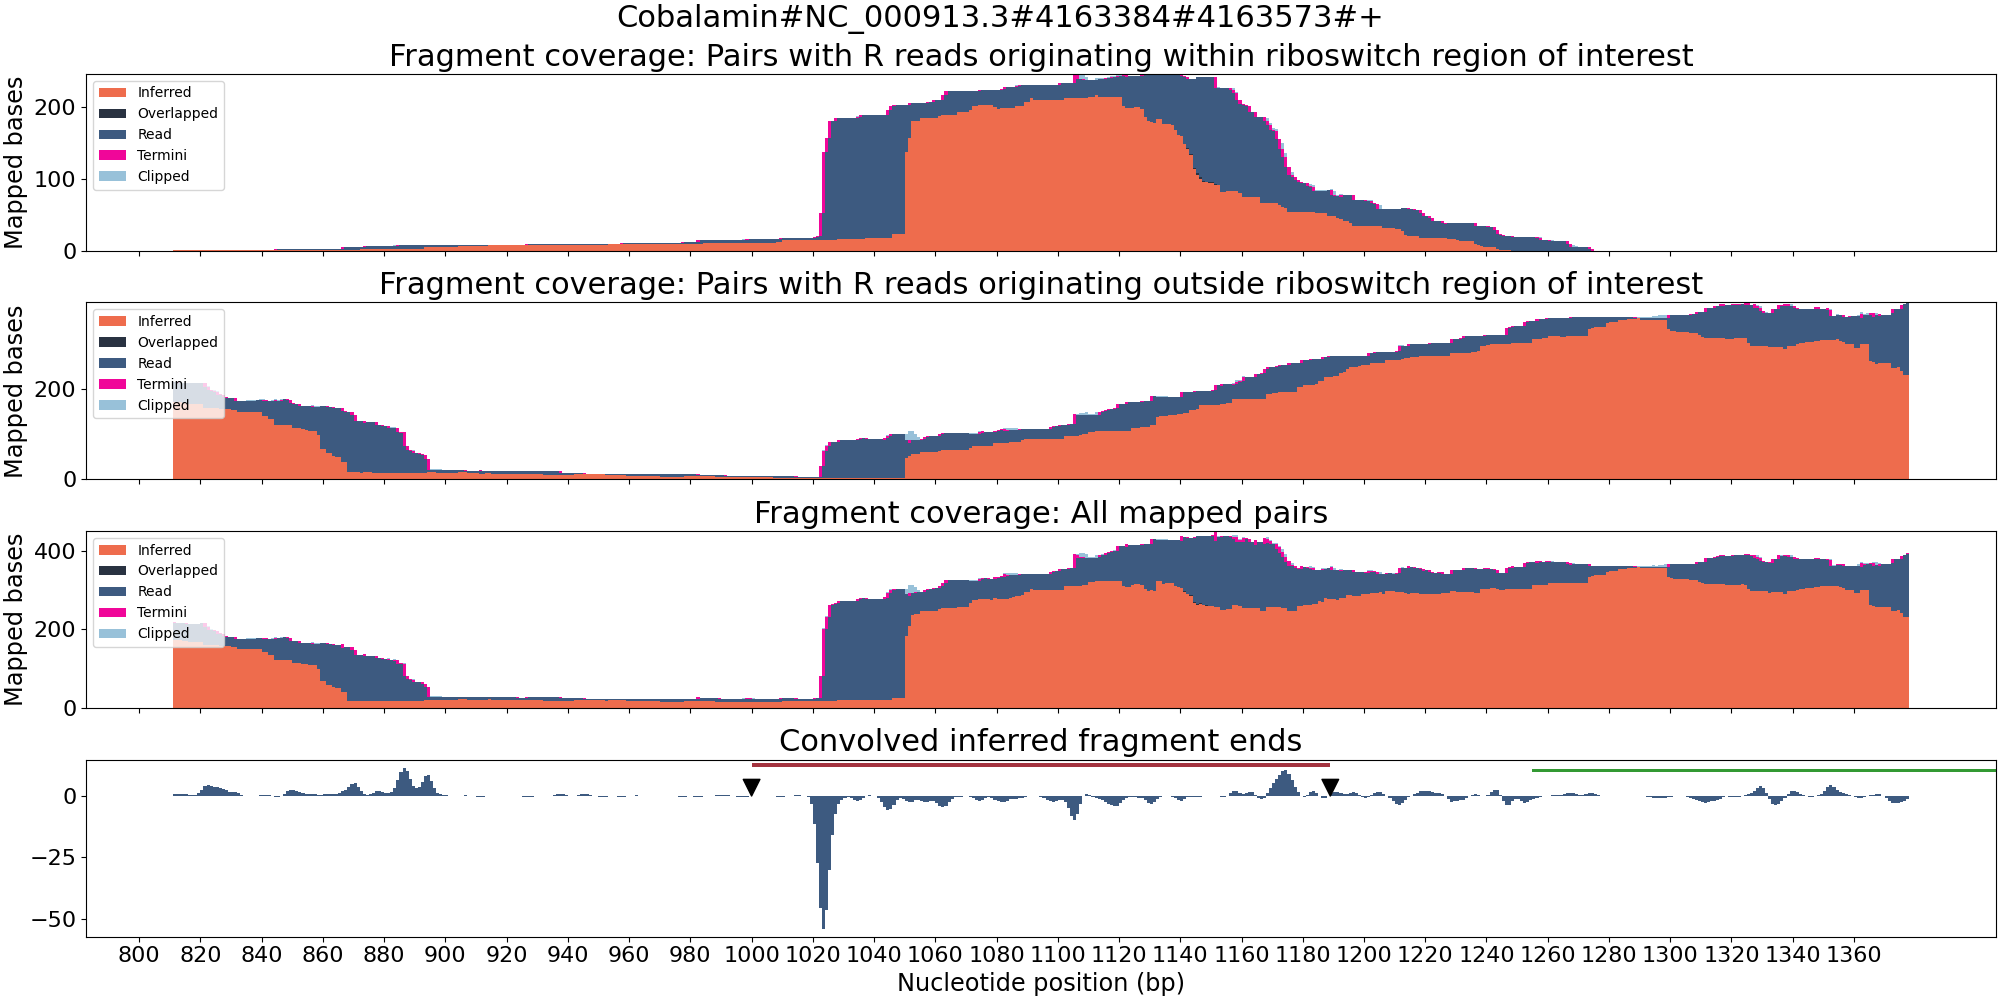 Cobalamin#NC_000913.3#4163384#4163573#+
Fragment coverage: Pairs with R reads originating within riboswitch region of interest
Mapped bases
200
100
0
Inferred
Overlapped
Read
Termini
Clipped
Fragment coverage: Pairs with R reads originating outside riboswitch region of interest
Mapped bases
200
0
Inferred
Overlapped
Read
Termini
Clipped
Fragment coverage: All mapped pairs
Mapped bases
400
200
0
Inferred
Overlapped
Read
Termini
Clipped
Convolved inferred fragment ends
0
−25
−50
800 820 840 860 880 900 920 940 960 980 1000 1020 1040 1060 1080 1100 1120 1140 1160 1180 1200 1220 1240 1260 1280 1300 1320 1340 1360
Nucleotide position (bp)